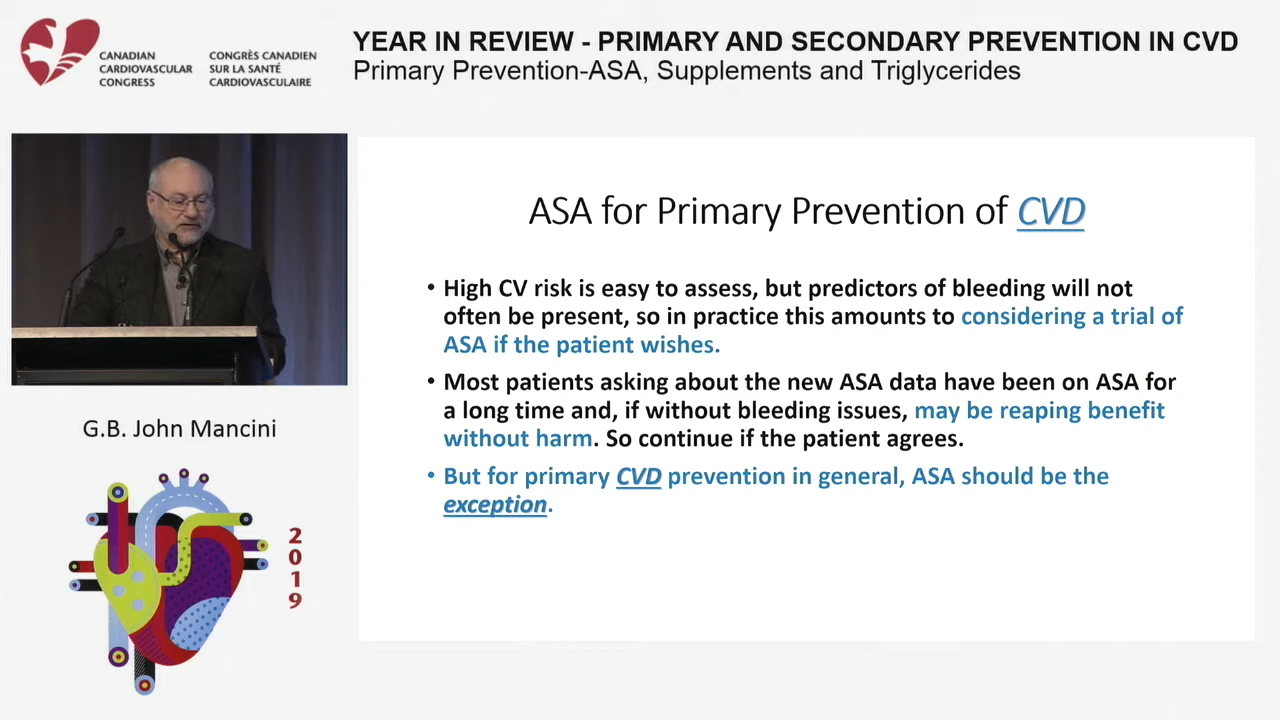 CANADIAN
CARDIOVASCULAR
CONGRESS
CONGRÈS CANADIEN
SUR LA SANTÉ
CARDIOVASCULAIRE
YEAR IN REVIEW - PRIMARY AND SECONDARY PREVENTION IN CVD
Primary Prevention-ASA, Supplements and Triglycerides
ASA for Primary Prevention of CVD
• High CV risk is easy to assess, but predictors of bleeding will not
often be present, so in practice this amounts to considering a trial of
ASA if the patient wishes.
• Most patients asking about the new ASA data have been on ASA for
a long time and, if without bleeding issues, may be reaping benefit
without harm. So continue if the patient agrees.
• But for primary CVD prevention in general, ASA should be the
exception.
G.B. John Mancini
2019